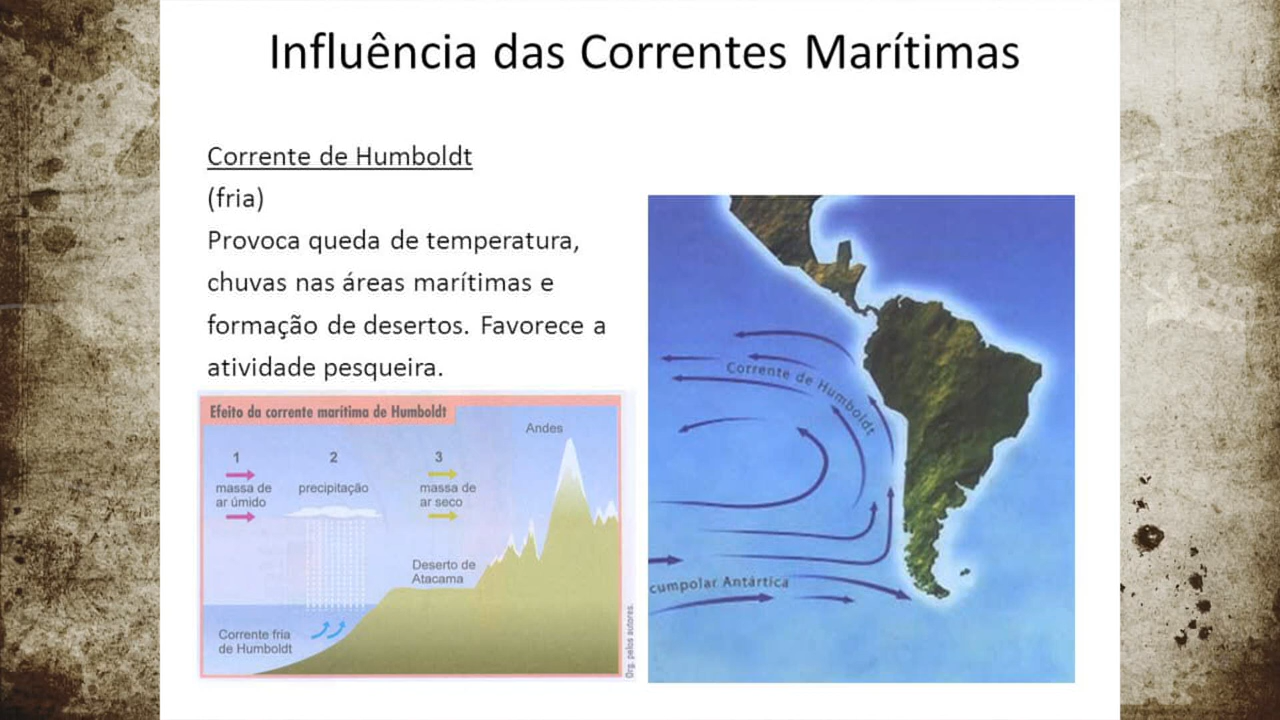 Influência das Correntes Marítimas
Corrente de Humboldt
(fria)
Provoca queda de temperatura,
chuvas nas áreas marítimas e
formação de desertos. Favorece a
atividade pesqueira.
Efeito da corrente marítima de Humboldt
Andes
1
2
3
massa de
ar úmido
precipitação
massa de
ar seco
Deserto de
Atacama
Corrente fria
de Humboldt
Org. pelos autores.
Corrente de Humboldt
cumpolar Antártica